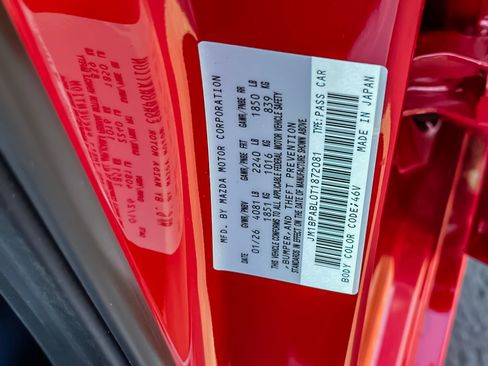 MFD. BY MAZDA MOTOR CORPORATION
DATE GVWR/PNBV GAWR/PNBE FRT GAWR/PNBE RR
01/26 4081 LB 2240 LB 1850 LB
1851 KG 1016 KG 839 KG
THIS VEHICLE CONFORMS TO ALL APPLICABLE FEDERAL MOTOR VEHICLE SAFETY
/BUMPER,AND THEFT PREVENTION
STANDARDS IN EFFECT ON THE DATE OF MANUFACTURE SHOWN ABOVE.
JM1BPABL0T1872081 TYPE:PASS. CAR
BODY COLOR CODE:46V MADE IN JAPAN